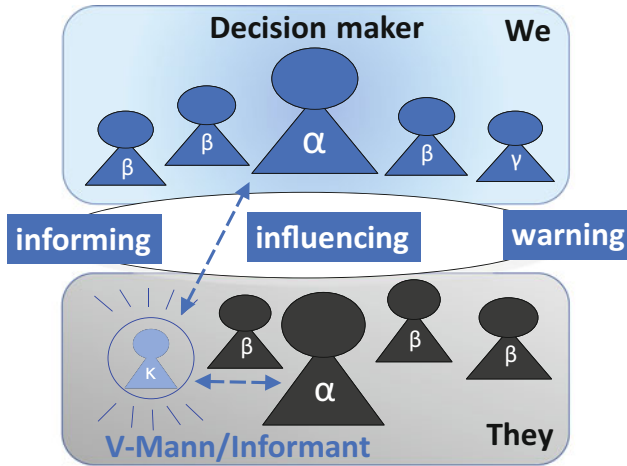 Decision maker
We
β
β
α
β
γ
informing
influencing
warning
κ
β
α
β
β
V-Mann/Informant
They